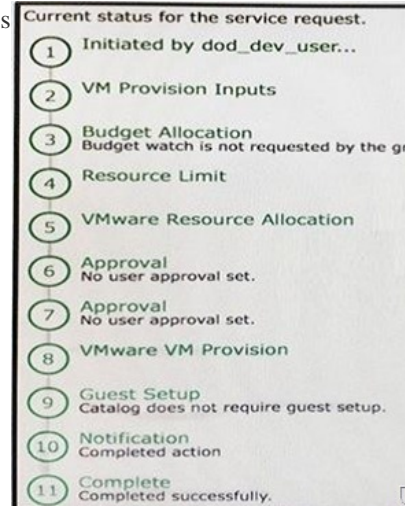 s
Current status for the service request.
1 Initiated by dod_dev_user...
2 VM Provision Inputs
3 Budget Allocation
Budget watch is not requested by the gr
4 Resource Limit
5 VMware Resource Allocation
6 Approval
No user approval set.
7 Approval
No user approval set.
8 VMware VM Provision
9 Guest Setup
Catalog does not require guest setup.
10 Notification
Completed action
11 Complete
Completed successfully.